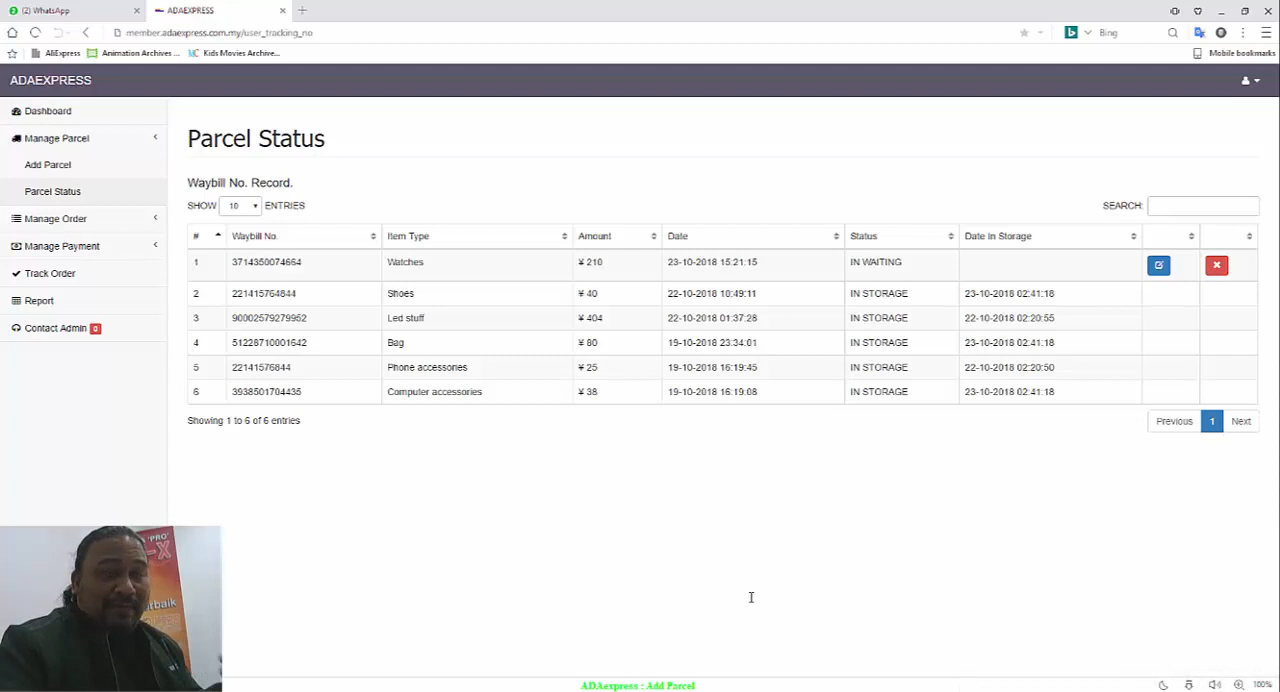 (2) WhatsApp
ADAEXPRESS
member.adaexpress.com.my/user_tracking_no
Bing
AliExpress
Animation Archives ...
Kids Movies Archive...
Mobile bookmarks
ADAEXPRESS
Dashboard
Manage Parcel
Add Parcel
Parcel Status
Manage Order
Manage Payment
Track Order
Report
Contact Admin 0
Parcel Status
Waybill No. Record.
SHOW 10 ENTRIES
SEARCH:
# Waybill No. Item Type Amount Date Status Date in Storage
1 3714350074664 Watches ¥ 210 23-10-2018 15:21:15 IN WAITING
2 221415764844 Shoes ¥ 40 22-10-2018 10:49:11 IN STORAGE 23-10-2018 02:41:18
3 90002579279952 Led stuff ¥ 404 22-10-2018 01:37:28 IN STORAGE 22-10-2018 02:20:55
4 51228710001642 Bag ¥ 80 19-10-2018 23:34:01 IN STORAGE 23-10-2018 02:41:18
5 22141576844 Phone accessories ¥ 25 19-10-2018 16:19:45 IN STORAGE 22-10-2018 02:20:50
6 3938501704435 Computer accessories ¥ 38 19-10-2018 16:19:08 IN STORAGE 23-10-2018 02:41:18
Showing 1 to 6 of 6 entries
Previous 1 Next
'PRO'
-X
rbaik
ADAexpress : Add Parcel
100%